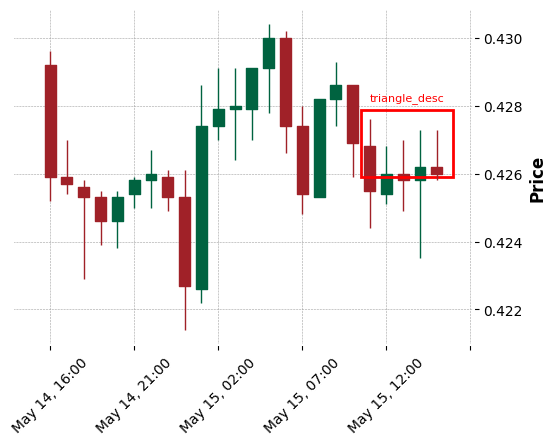 triangle_desc
0.430
0.428
0.426
0.424
0.422
Price
May 14, 16:00
May 14, 21:00
May 15, 02:00
May 15, 07:00
May 15, 12:00